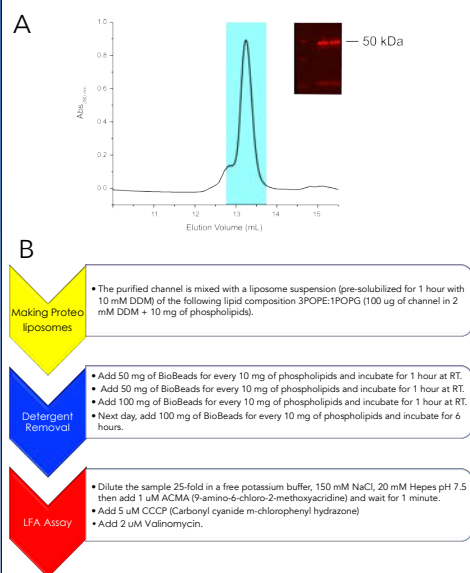 A
1.0
0.8
0.6
0.4
0.2
0.0
Abs280 nm
11
12
13
14
15
Elution Volume (mL)
50 kDa
B
Making Proteo
liposomes
• The purified channel is mixed with a liposome suspension (pre-solubilized for 1 hour with
10 mM DDM) of the following lipid composition 3POPE:1POPG (100 ug of channel in 2
mM DDM + 10 mg of phospholipids).
Detergent
Removal
• Add 50 mg of BioBeads for every 10 mg of phospholipids and incubate for 1 hour at RT.
• Add 50 mg of BioBeads for every 10 mg of phospholipids and incubate for 1 hour at RT.
• Add 100 mg of BioBeads for every 10 mg of phospholipids and incubate for 1 hour at RT.
• Next day, add 100 mg of BioBeads for every 10 mg of phospholipids and incubate for 6
hours.
LFA Assay
• Dilute the sample 25-fold in a free potassium buffer, 150 mM NaCl, 20 mM Hepes pH 7.5
then add 1 uM ACMA (9-amino-6-chloro-2-methoxyacridine) and wait for 1 minute.
• Add 5 uM CCCP (Carbonyl cyanide m-chlorophenyl hydrazone)
• Add 2 uM Valinomycin.